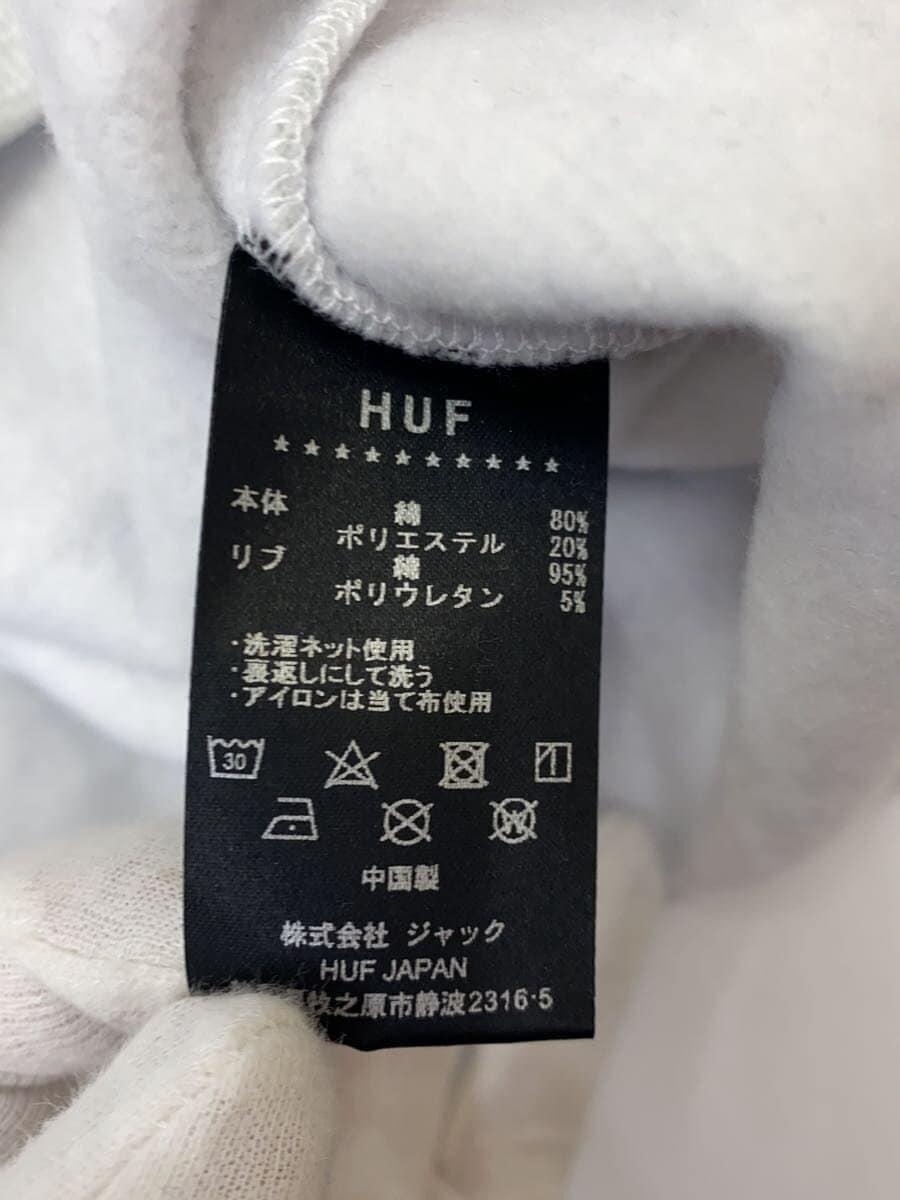 HUF
本体 綿 80%
ポリエステル 20%
リブ 綿 95%
ポリウレタン 5%
・洗濯ネット使用
・裏返しにして洗う
・アイロンは当て布使用
30
W
中国製
株式会社 ジャック
HUF JAPAN
牧之原市静波2316-5